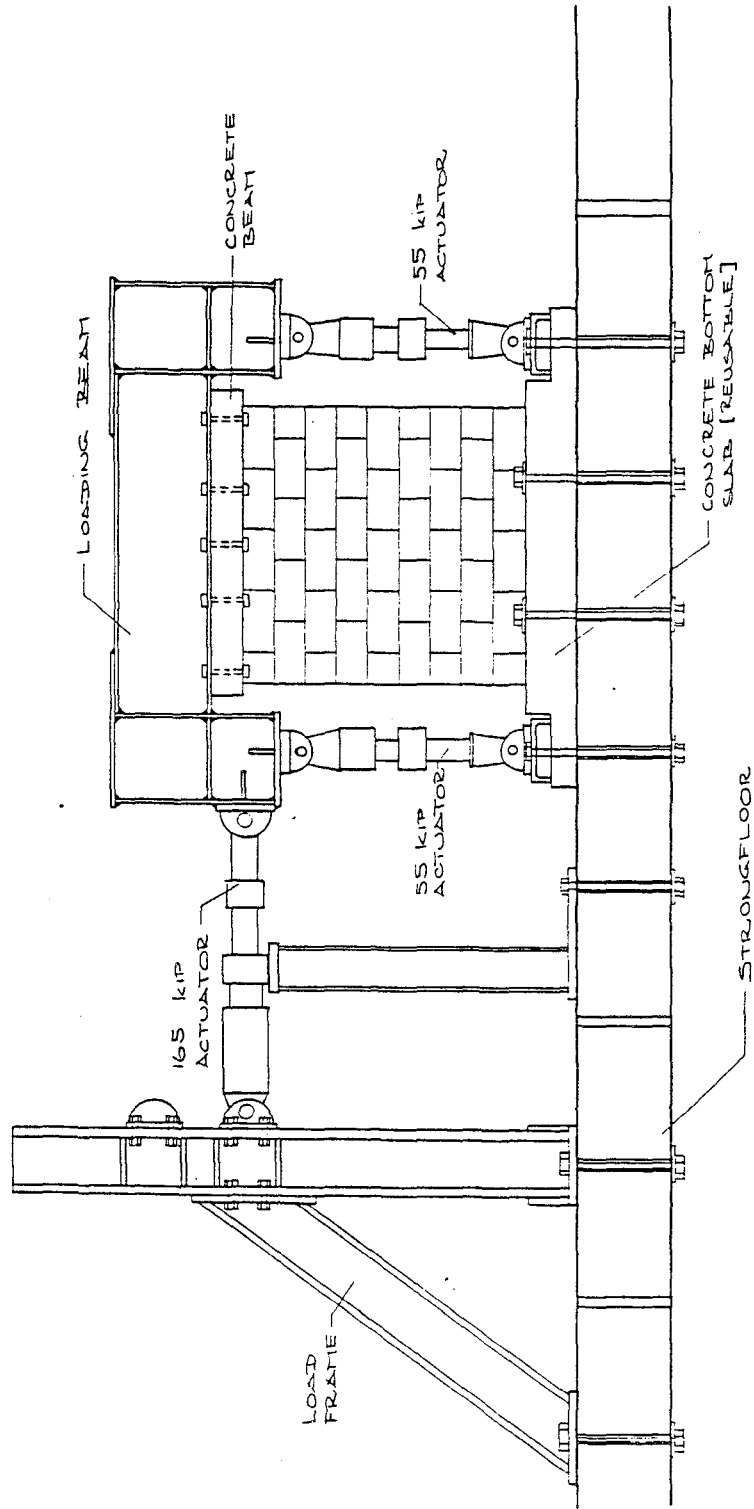 LOADING BEAM
CONCRETE
BEAM
165 KIP
ACTUATOR
55 KIP
ACTUATOR
55 KIP
ACTUATOR
LOAD
FRAME
CONCRETE BOTTOM
SLAB [REUSABLE]
STRONGFLOOR